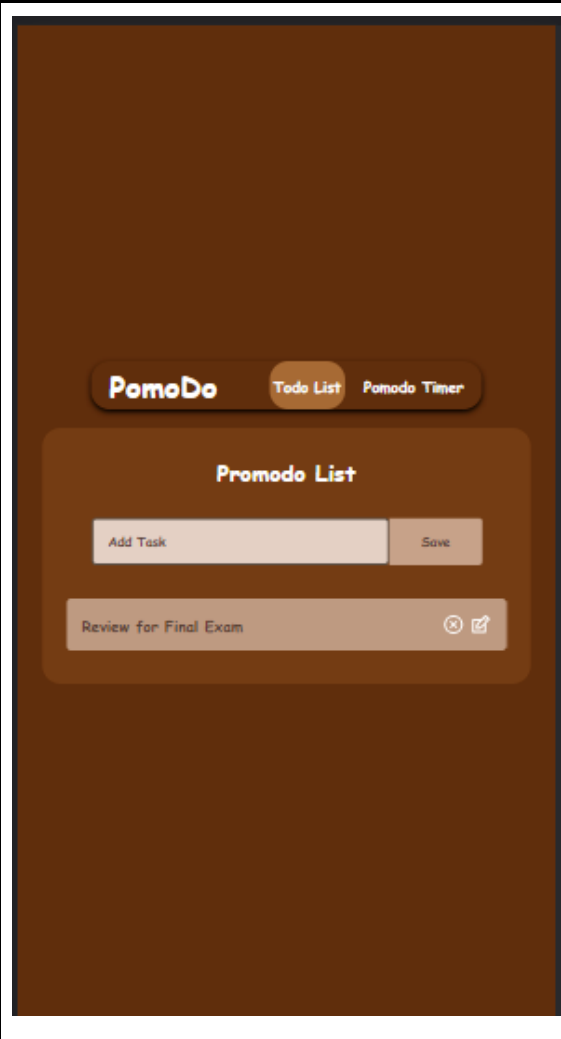 PomoDo Todo List Pomodo Timer
Promodo List
Add Task Save
Review for Final Exam